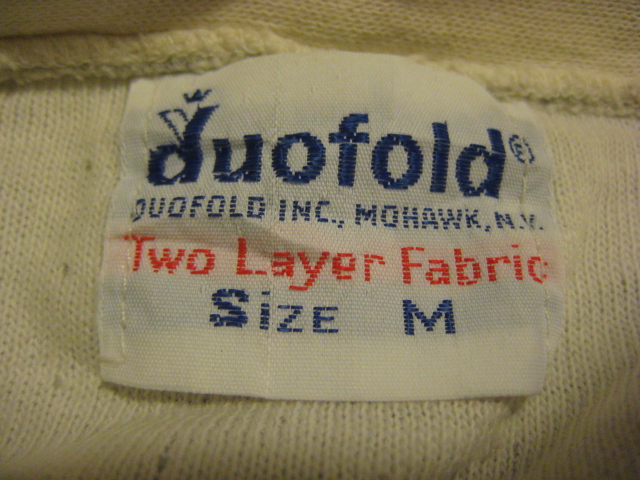 duofold®
DUOFOLD INC., MOHAWK, N.Y.
Two Layer Fabric
SIZE M